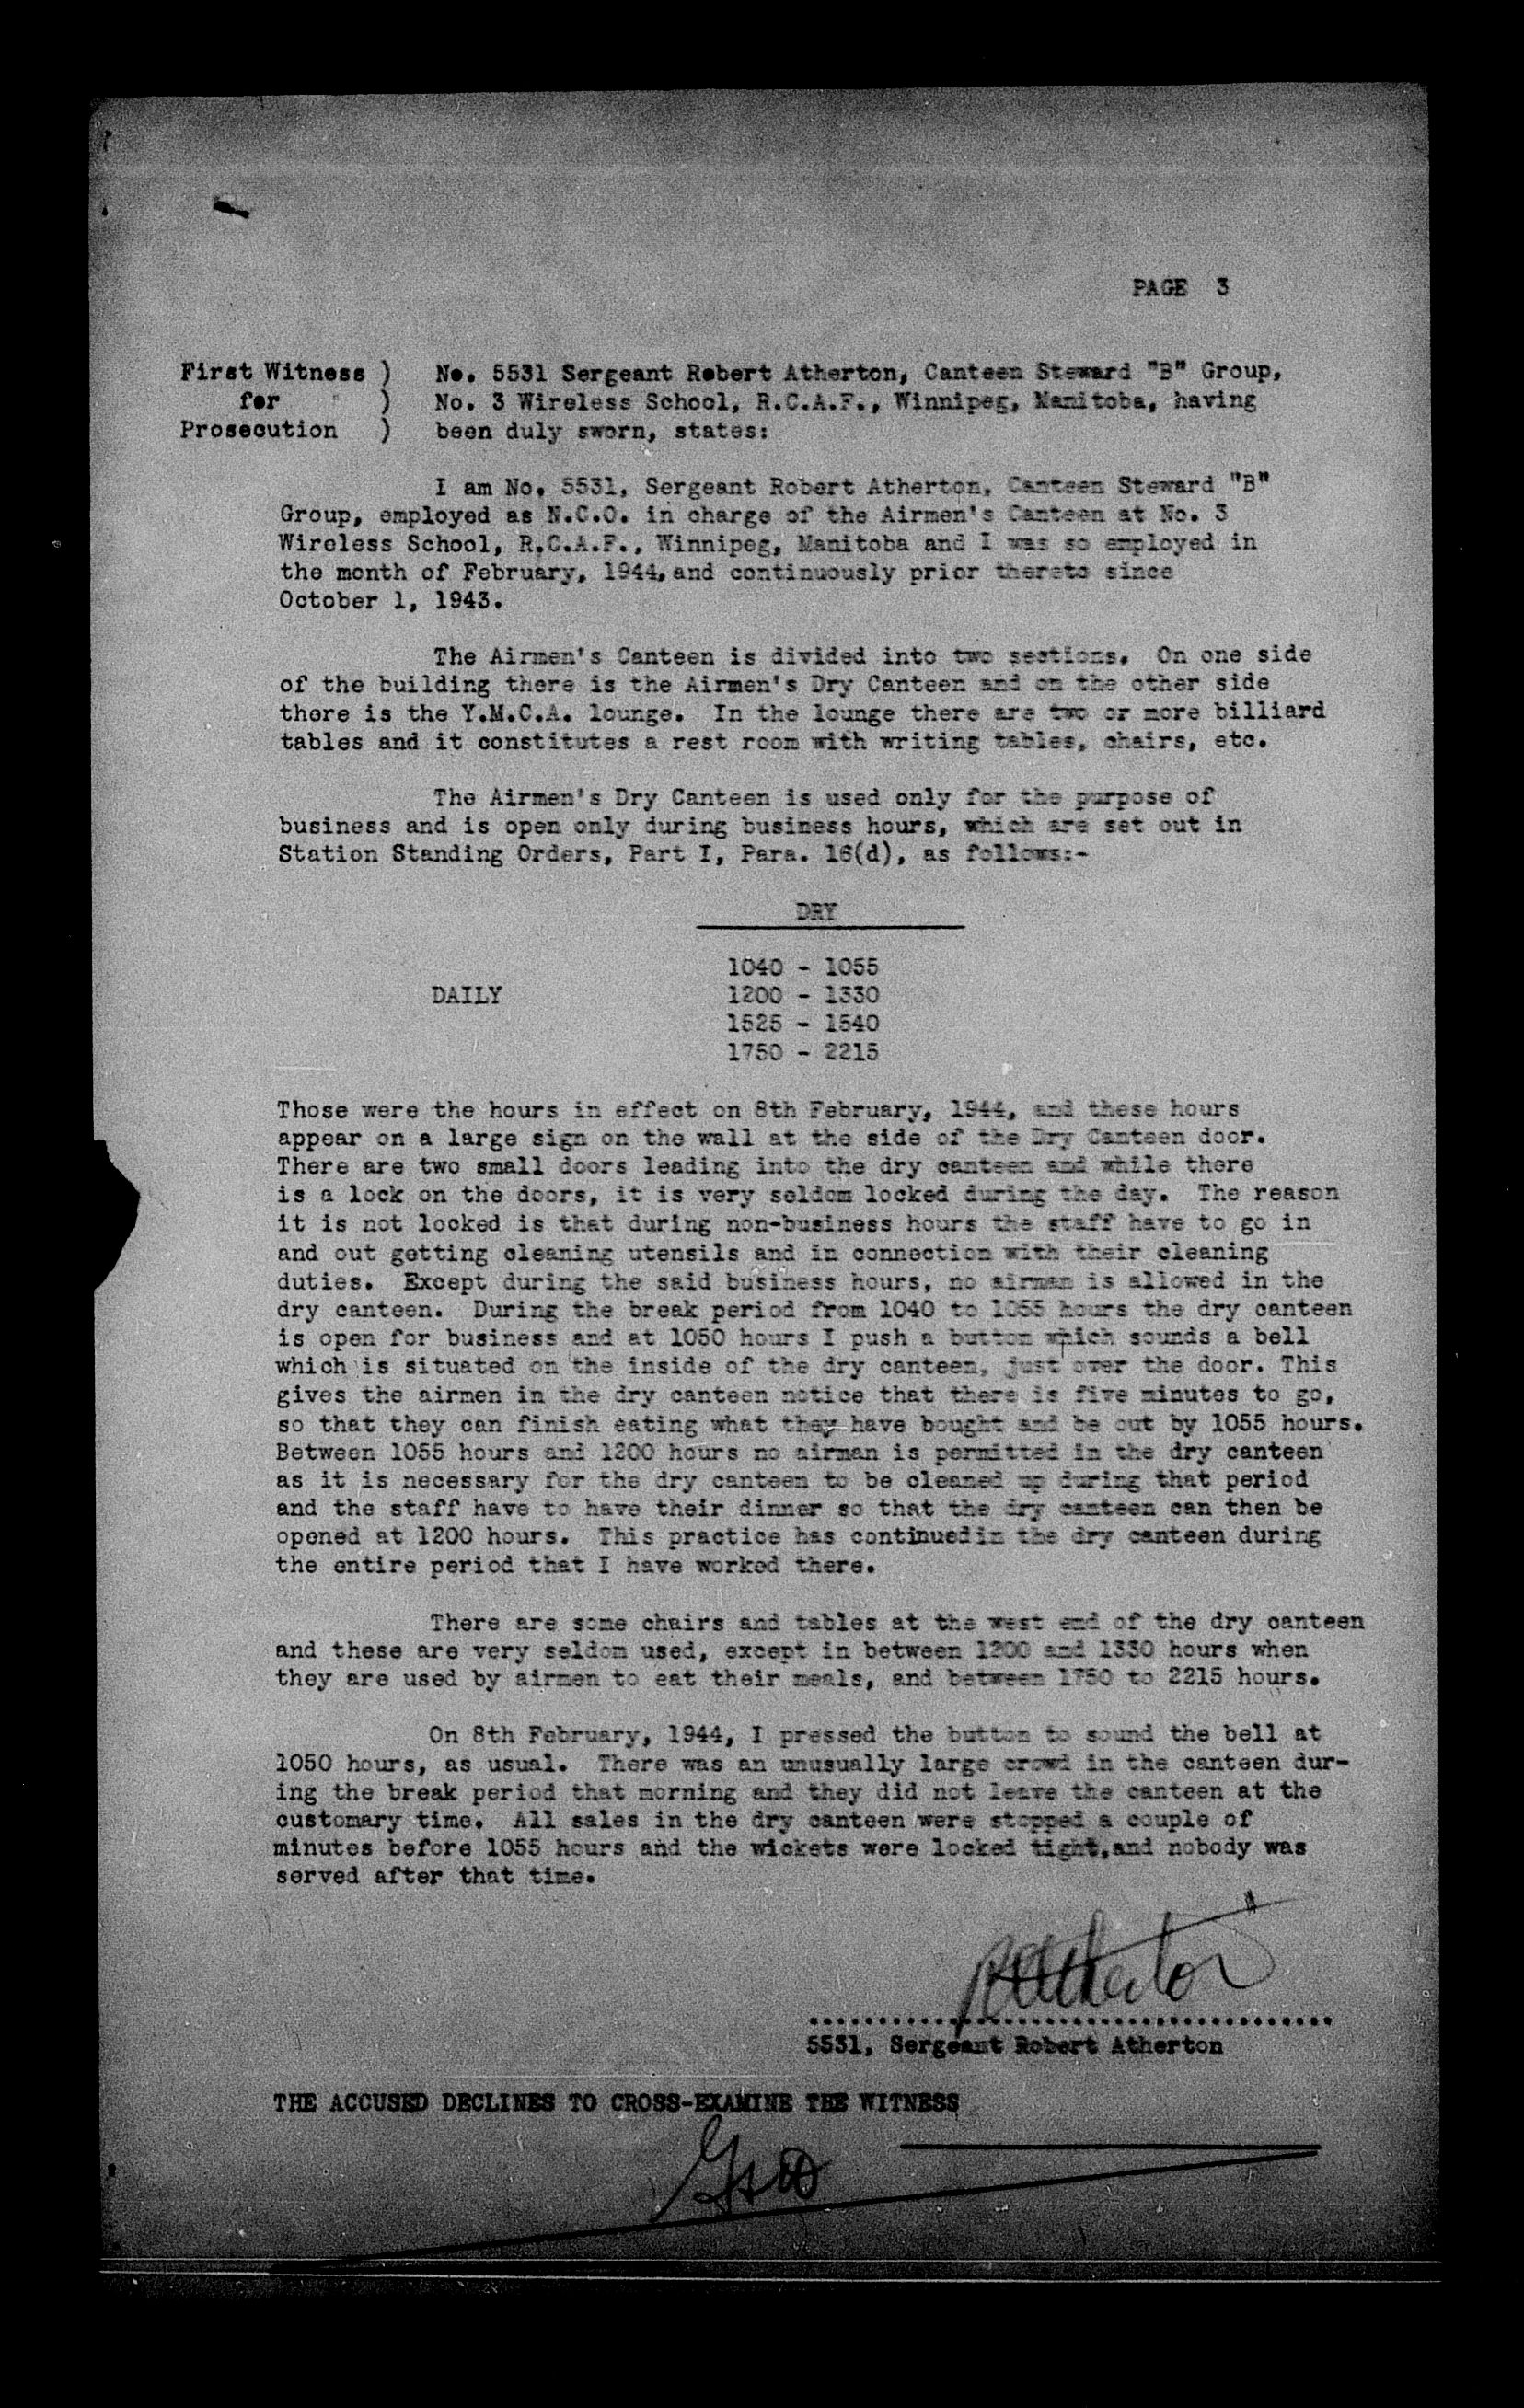 PAGE 3
First Witness ) No. 5531 Sergeant Robert Atherton, Canteen Steward "B" Group,
for ) No. 3 Wireless School, R.C.A.F., Winnipeg, Manitoba, having
Prosecution ) been duly sworn, states:
I am No. 5531, Sergeant Robert Atherton, Canteen Steward "B"
Group, employed as N.C.O. in charge of the Airmen's Canteen at No. 3
Wireless School, R.C.A.F., Winnipeg, Manitoba and I was so employed in
the month of February, 1944, and continuously prior thereto since
October 1, 1943.
The Airmen's Canteen is divided into two sections. On one side
of the building there is the Airmen's Dry Canteen and on the other side
there is the Y.M.C.A. lounge. In the lounge there are two or more billiard
tables and it constitutes a rest room with writing tables, chairs, etc.
The Airmen's Dry Canteen is used only for the purpose of
business and is open only during business hours, which are set out in
Station Standing Orders, Part I, Para. 16(d), as follows:-
DRY
1040 - 1055
DAILY 1200 - 1330
1525 - 1540
1750 - 2215
Those were the hours in effect on 8th February, 1944, and these hours
appear on a large sign on the wall at the side of the Dry Canteen door.
There are two small doors leading into the dry canteen and while there
is a lock on the doors, it is very seldom locked during the day. The reason
it is not locked is that during non-business hours the staff have to go in
and out getting cleaning utensils and in connection with their cleaning
duties. Except during the said business hours, no airman is allowed in the
dry canteen. During the break period from 1040 to 1055 hours the dry canteen
is open for business and at 1050 hours I push a button which sounds a bell
which is situated on the inside of the dry canteen, just over the door. This
gives the airmen in the dry canteen notice that there is five minutes to go,
so that they can finish eating what they have bought and be out by 1055 hours.
Between 1055 hours and 1200 hours no airman is permitted in the dry canteen
as it is necessary for the dry canteen to be cleaned up during that period
and the staff have to have their dinner so that the dry canteen can then be
opened at 1200 hours. This practice has continued in the dry canteen during
the entire period that I have worked there.
There are some chairs and tables at the west end of the dry canteen
and these are very seldom used, except in between 1200 and 1330 hours when
they are used by airmen to eat their meals, and between 1750 to 2215 hours.
On 8th February, 1944, I pressed the button to sound the bell at
1050 hours, as usual. There was an unusually large crowd in the canteen dur-
ing the break period that morning and they did not leave the canteen at the
customary time. All sales in the dry canteen were stopped a couple of
minutes before 1055 hours and the wickets were locked tight, and nobody was
served after that time.
R Atherton
5531, Sergeant Robert Atherton
THE ACCUSED DECLINES TO CROSS-EXAMINE THE WITNESS